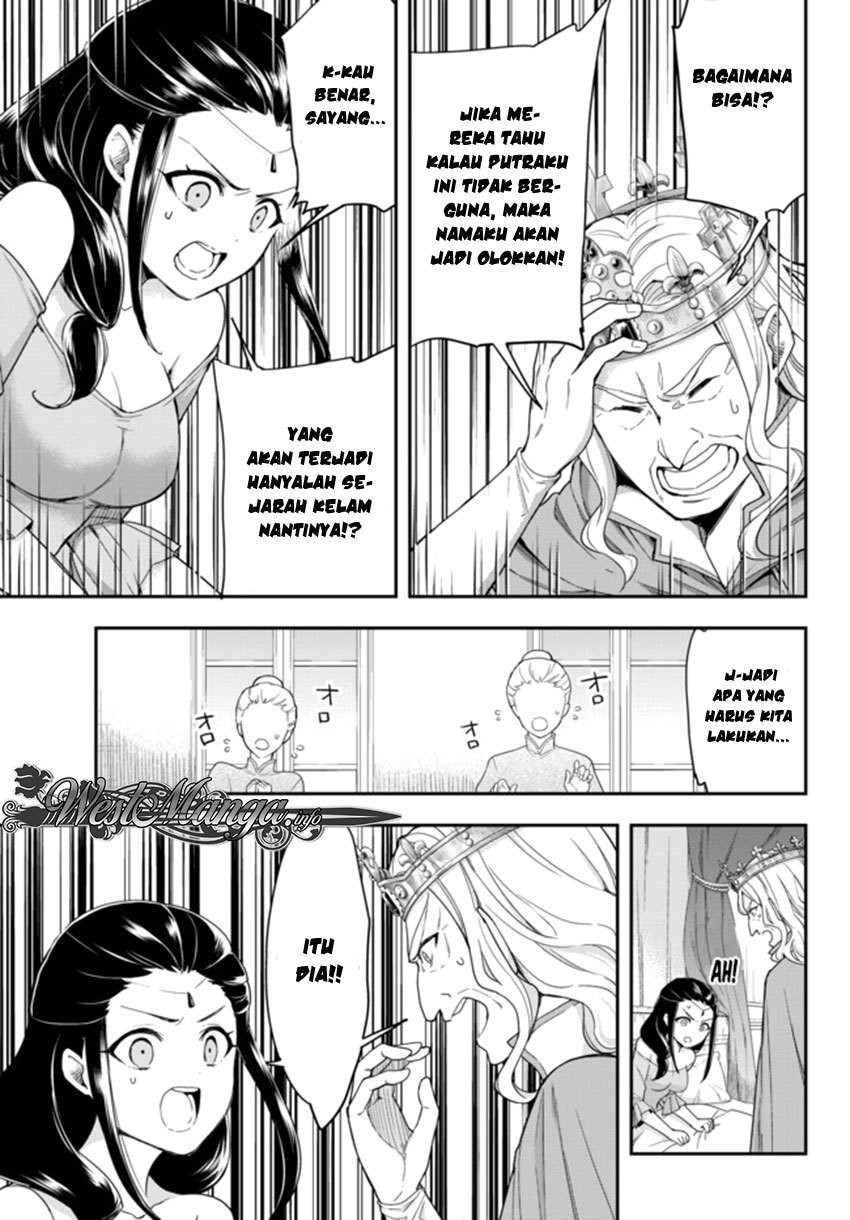 BAGAIMANA
BISA!?
JIKA ME-
REKA TAHU
KALAU PUTRAKU
INI TIDAK BER-
GUNA, MAKA
NAMAKU AKAN
JADI OLOKKAN!
K-KAU
BENAR,
SAYANG...
YANG
AKAN TERJADI
HANYALAH SE-
JARAH KELAM
NANTINYA!?
J-JADI
APA YANG
HARUS KITA
LAKUKAN...
オロ
オロ
AH!
ITU
DIA!!
WestManga.info